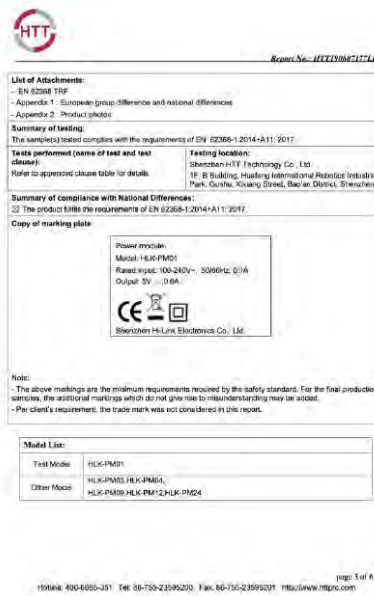 HTT
Report No.: HTT190607177LI
List of Attachments:
- EN 62368 TRF
- Appendix 1 : European group difference and national differences
- Appendix 2 : Product photos
Summary of testing:
The sample(s) tested complies with the requirements of EN 62368-1:2014+A11: 2017.
Tests performed (name of test and test clause):
Refer to appended clause table for details
Testing location:
Shenzhen HTT Technology Co., Ltd.
1F, B Building, Huafeng International Robotics Industrial
Park, Gushu, Xixiang Street, Bao'an District, Shenzhen
Summary of compliance with National Differences:
☒ The product fulfils the requirements of EN 62368-1:2014+A11: 2017.
Copy of marking plate
Power module
Model: HLK-PM01
Rated input: 100-240V~, 50/60Hz, 0.1A
Output: 5V ⎓, 0.6A
CE
Shenzhen Hi-Link Electronics Co., Ltd.
Note:
- The above markings are the minimum requirements required by the safety standard. For the final productio
samples, the additional markings which do not give rise to misunderstanding may be added.
- Per client's requirement, the trade mark was not considered in this report.
Model List:
Test Model HLK-PM01
Other Model HLK-PM03,HLK-PM04,
HLK-PM09,HLK-PM12,HLK-PM24
page 3 of 6
Hotline: 400-6655-351 Tel: 86-755-23595200 Fax: 86-755-23595201 http://www.httprc.com